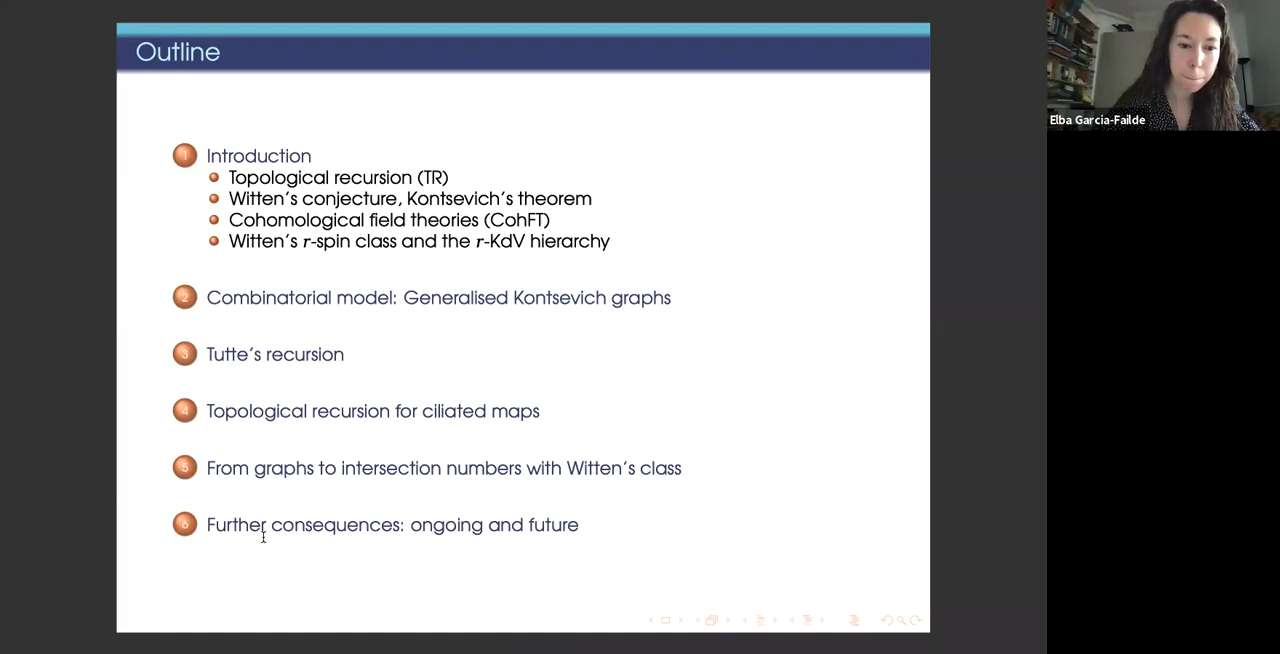 Outline
1 Introduction
Topological recursion (TR)
Witten's conjecture, Kontsevich's theorem
Cohomological field theories (CohFT)
Witten's r-spin class and the r-KdV hierarchy
2 Combinatorial model: Generalised Kontsevich graphs
3 Tutte's recursion
4 Topological recursion for ciliated maps
5 From graphs to intersection numbers with Witten's class
6 Further consequences: ongoing and future
Elba Garcia-Failde